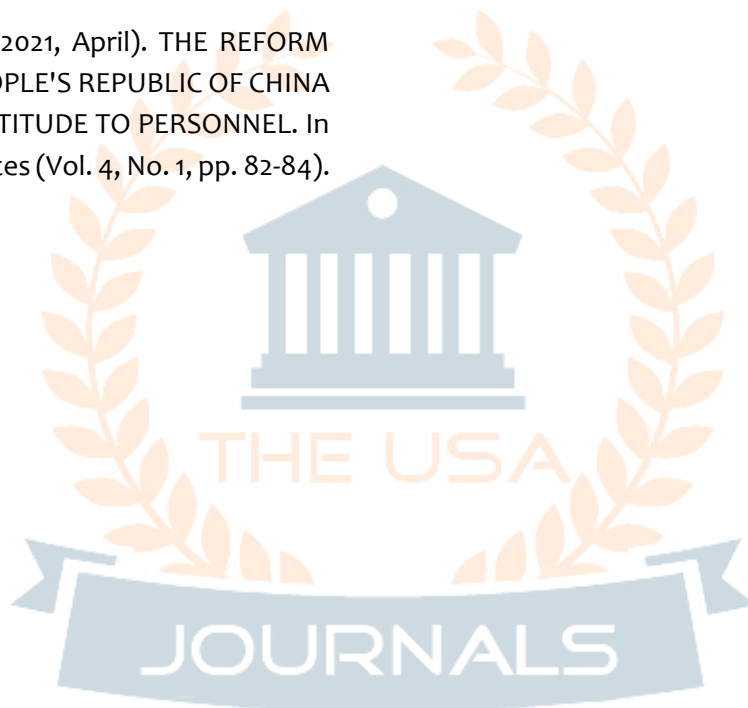 2021, April). THE REFORM
OPLE'S REPUBLIC OF CHINA
TITUDE TO PERSONNEL. In
es (Vol. 4, No. 1, pp. 82-84).
THE USA
JOURNALS